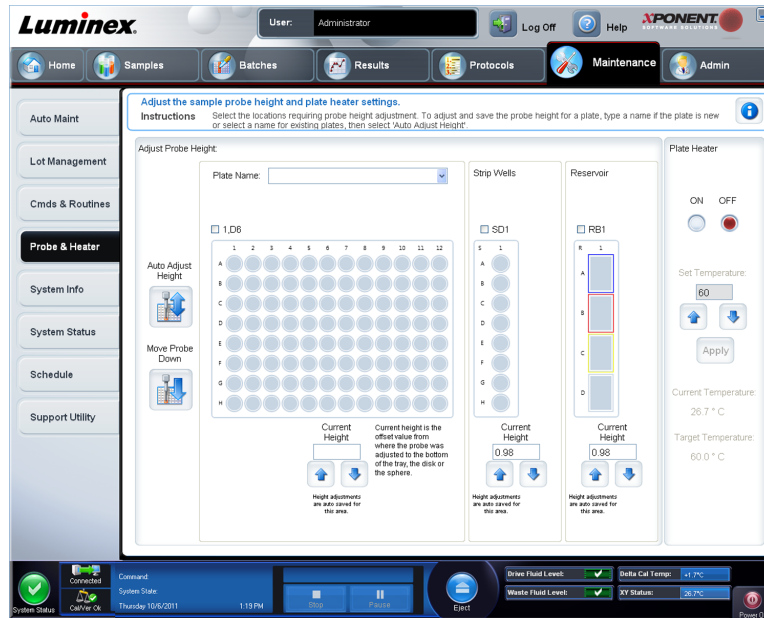 Luminex.
User: Administrator
Log Off
Help
XPONENT
SOFTWARE SOLUTIONS
Home
Samples
Batches
Results
Protocols
Maintenance
Admin
Auto Maint
Lot Management
Cmds & Routines
Probe & Heater
System Info
System Status
Schedule
Support Utility
Adjust the sample probe height and plate heater settings.
Instructions
Select the locations requiring probe height adjustment. To adjust and save the probe height for a plate, type a name if the plate is new
or select a name for existing plates, then select 'Auto Adjust Height'.
Adjust Probe Height:
Plate Name:
1,D6
1 2 3 4 5 6 7 8 9 10 11 12
A
B
C
D
E
F
G
H
Auto Adjust
Height
Move Probe
Down
Current
Height
Current height is the
offset value from
where the probe was
adjusted to the bottom
of the tray, the disk or
the sphere.
Height adjustments
are auto saved for
this area.
Strip Wells
SD1
S 1
A
B
C
D
E
F
G
H
Current
Height
0.98
Height adjustments
are auto saved for
this area.
Reservoir
RB1
R 1
A
B
C
D
Current
Height
0.98
Height adjustments
are auto saved for
this area.
Plate Heater
ON OFF
Set Temperature:
60
Apply
Current Temperature:
26.7 ° C
Target Temperature:
60.0 ° C
System Status
Connected
Cal/Ver Ok
Command:
System State:
Thursday 10/6/2011 1:19 PM
Stop
Pause
Eject
Drive Fluid Level:
Waste Fluid Level:
Delta Cal Temp: +1.7°C
XY Status: 26.7°C